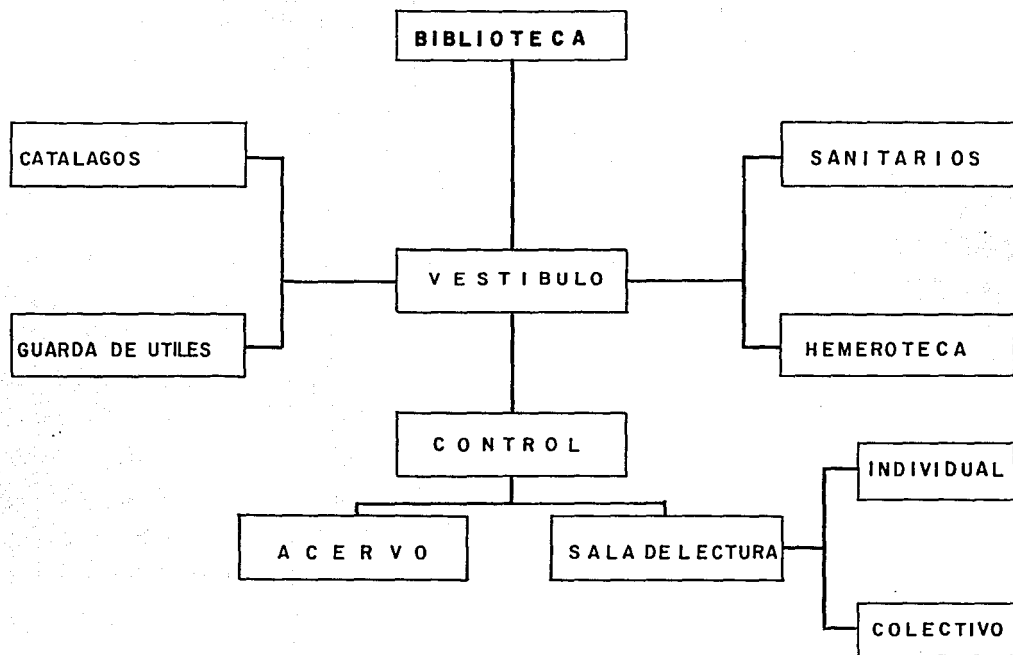 BIBLIOTECA
CATALAGOS
SANITARIOS
VESTIBULO
GUARDA DE UTILES
HEMEROTECA
CONTROL
INDIVIDUAL
ACERVO
SALA DE LECTURA
COLECTIVO